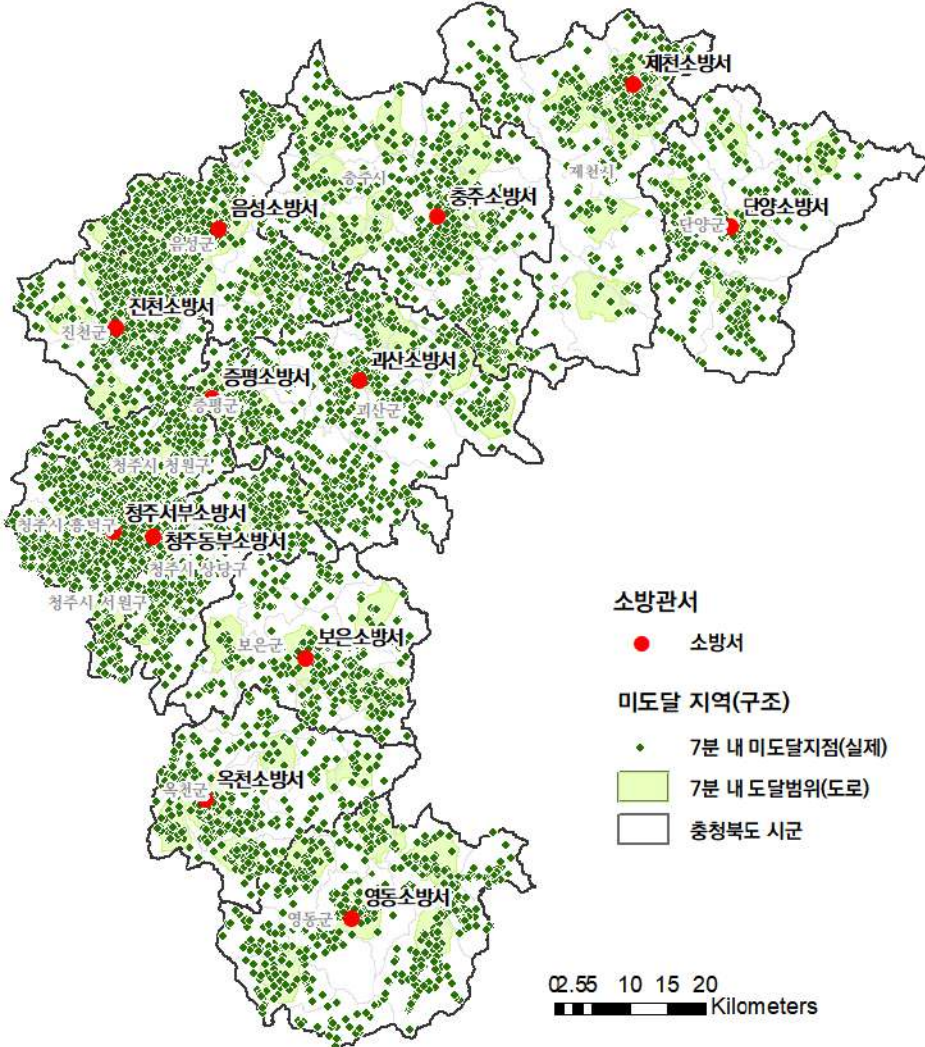 제천소방서
제천시
충주시
음성소방서
충주소방서
단양소방서
단양군
음성군
진천소방서
진천군
증평소방서
증평군
괴산소방서
괴산군
청주시 청원구
청주서부소방서
청주시 흥덕구
청주동부소방서
청주시 상당구
청주시 서원구
보은소방서
보은군
옥천소방서
옥천군
영동소방서
영동군
소방관서
소방서
미도달 지역(구조)
7분 내 미도달지점(실제)
7분 내 도달범위(도로)
충청북도 시군
02.55 10 15 20
Kilometers